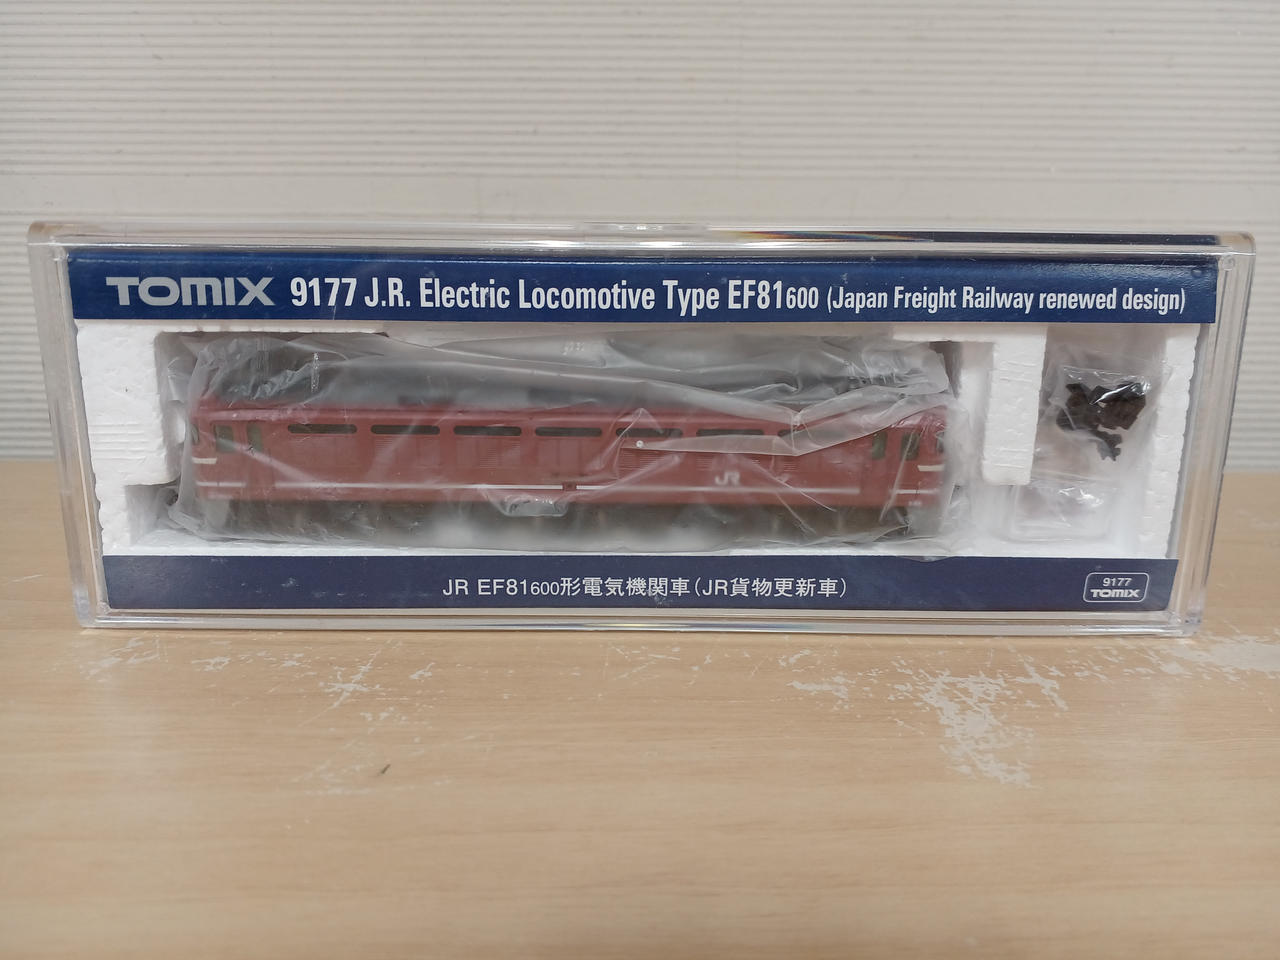 TOMIX 9177 J.R. Electric Locomotive Type EF81600 (Japan Freight Railway renewed design)
JR
JR EF81600形電気機関車(JR貨物更新車)
9177
TOMIX